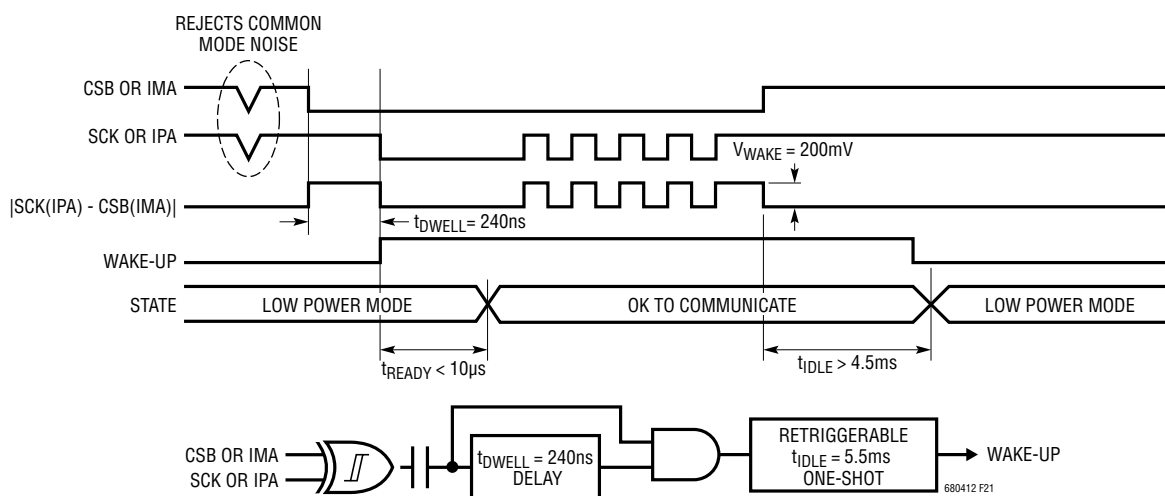 REJECTS COMMON
MODE NOISE
CSB OR IMA
SCK OR IPA
VWAKE = 200mV
|SCK(IPA) - CSB(IMA)|
tDWELL= 240ns
WAKE-UP
STATE
LOW POWER MODE
OK TO COMMUNICATE
LOW POWER MODE
tREADY < 10µs
tIDLE > 4.5ms
CSB OR IMA
SCK OR IPA
tDWELL = 240ns
DELAY
RETRIGGERABLE
tIDLE = 5.5ms
ONE-SHOT
WAKE-UP
680412 F21